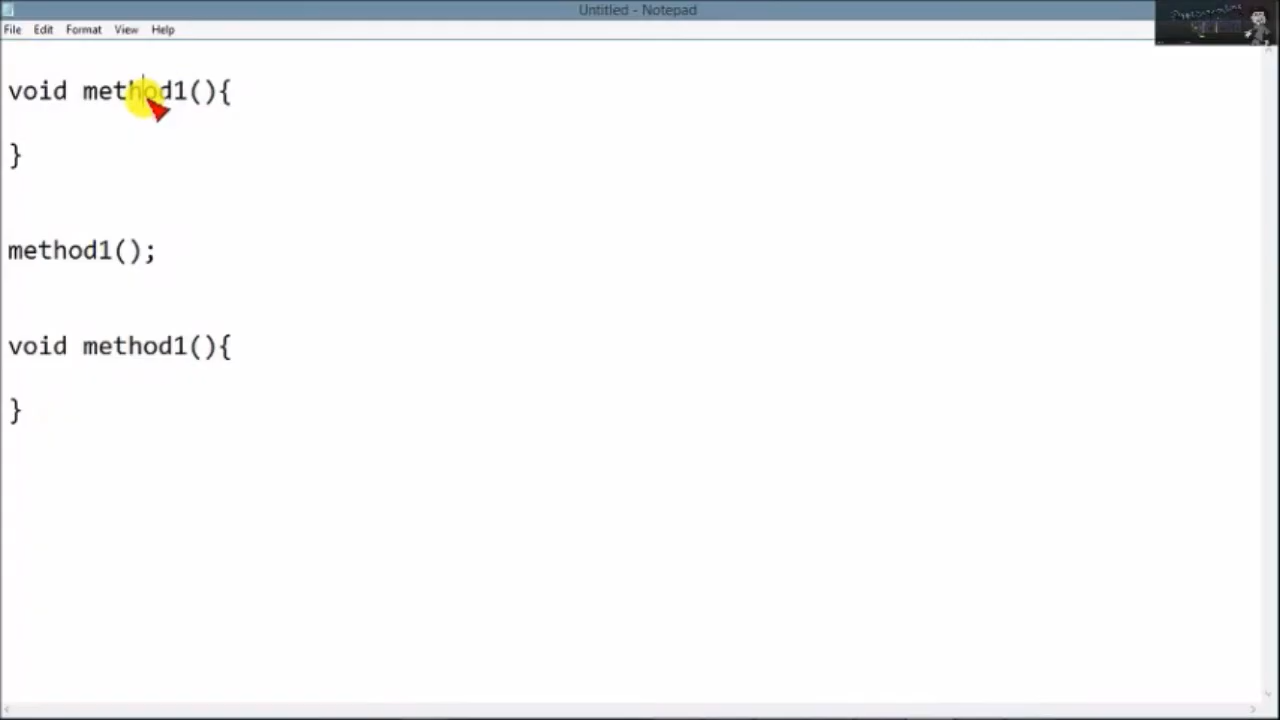 Untitled - Notepad
File Edit Format View Help
void method1(){
}
method1();
void method1(){
}